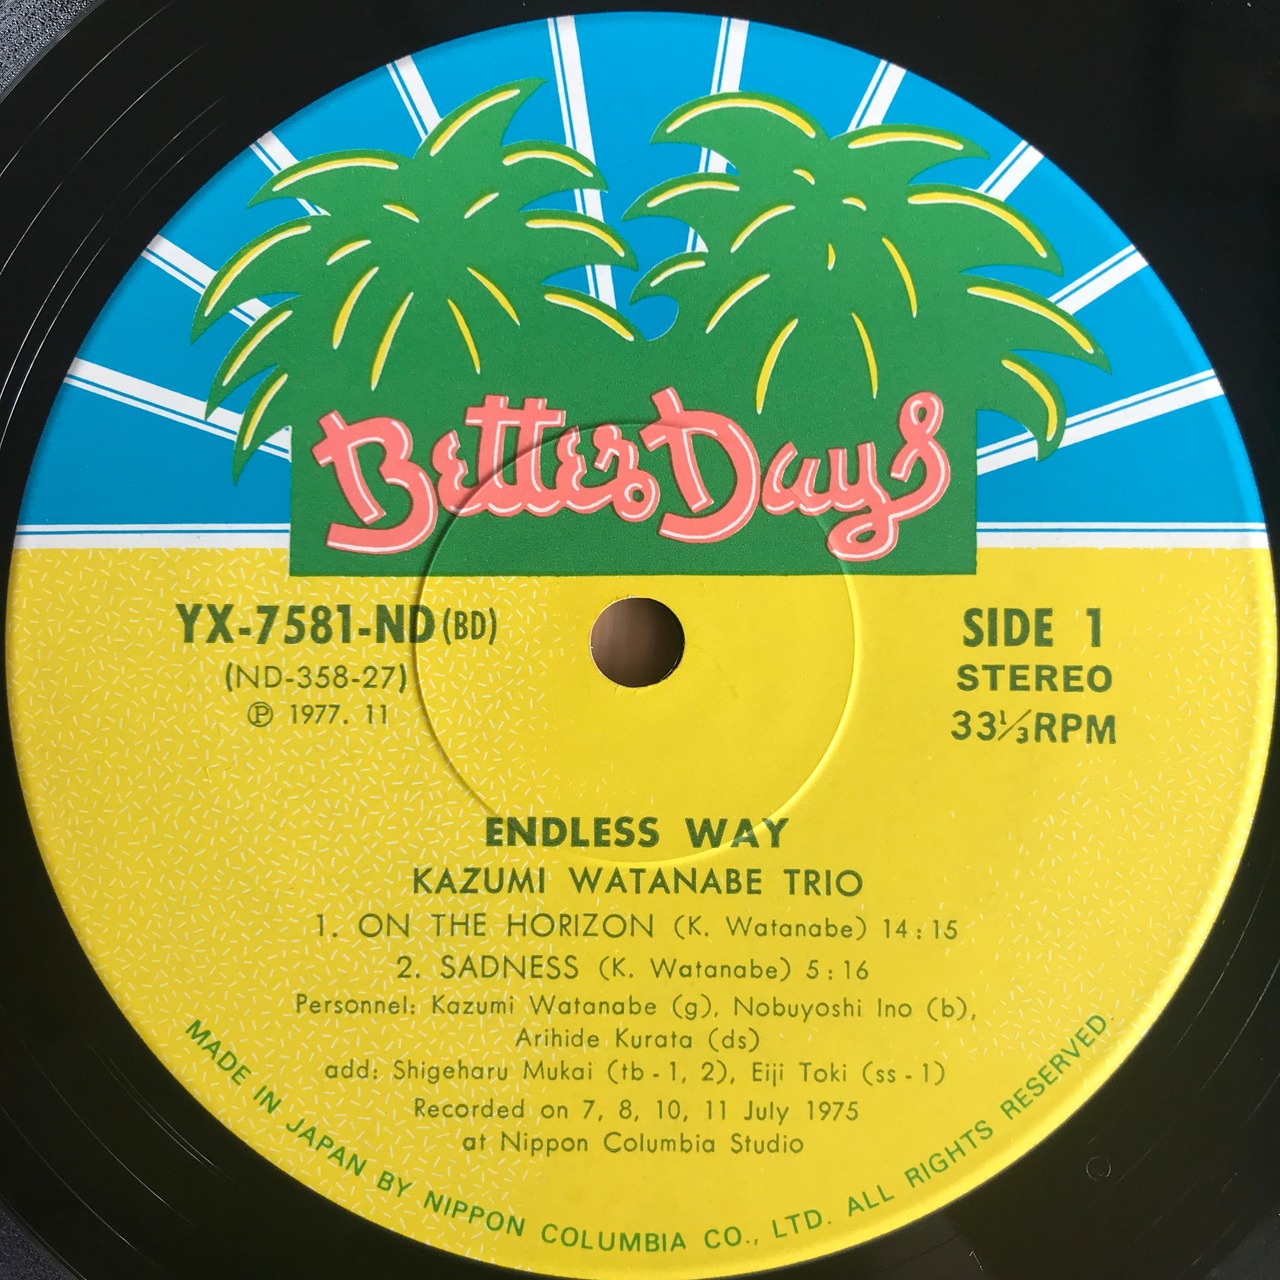 Better Days
YX-7581-ND(BD)
(ND-358-27)
℗ 1977. 11
SIDE 1
STEREO
33⅓RPM
ENDLESS WAY
KAZUMI WATANABE TRIO
1. ON THE HORIZON (K. Watanabe) 14:15
2. SADNESS (K. Watanabe) 5:16
Personnel: Kazumi Watanabe (g), Nobuyoshi Ino (b),
Arihide Kurata (ds)
add: Shigeharu Mukai (tb-1, 2), Eiji Toki (ss-1)
Recorded on 7, 8, 10, 11 July 1975
at Nippon Columbia Studio
MADE IN JAPAN BY NIPPON COLUMBIA CO., LTD. ALL RIGHTS RESERVED.